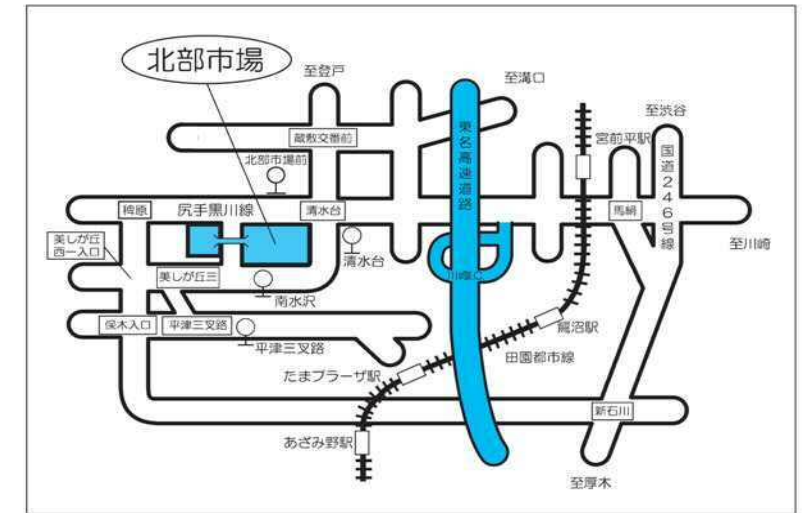 北部市場
至登戸
至溝口
至渋谷
東名高速道路
宮前平駅
国道246号線
蔵敷交番前
北部市場前
稗原
尻手黒川線
清水台
馬絹
美しが丘
西一入口
清水台
至川崎
美しが丘三
川崎IC
南水沢
保木入口
平津三叉路
平津三叉路
鷺沼駅
田園都市線
たまプラーザ駅
新石川
あざみ野駅
至厚木